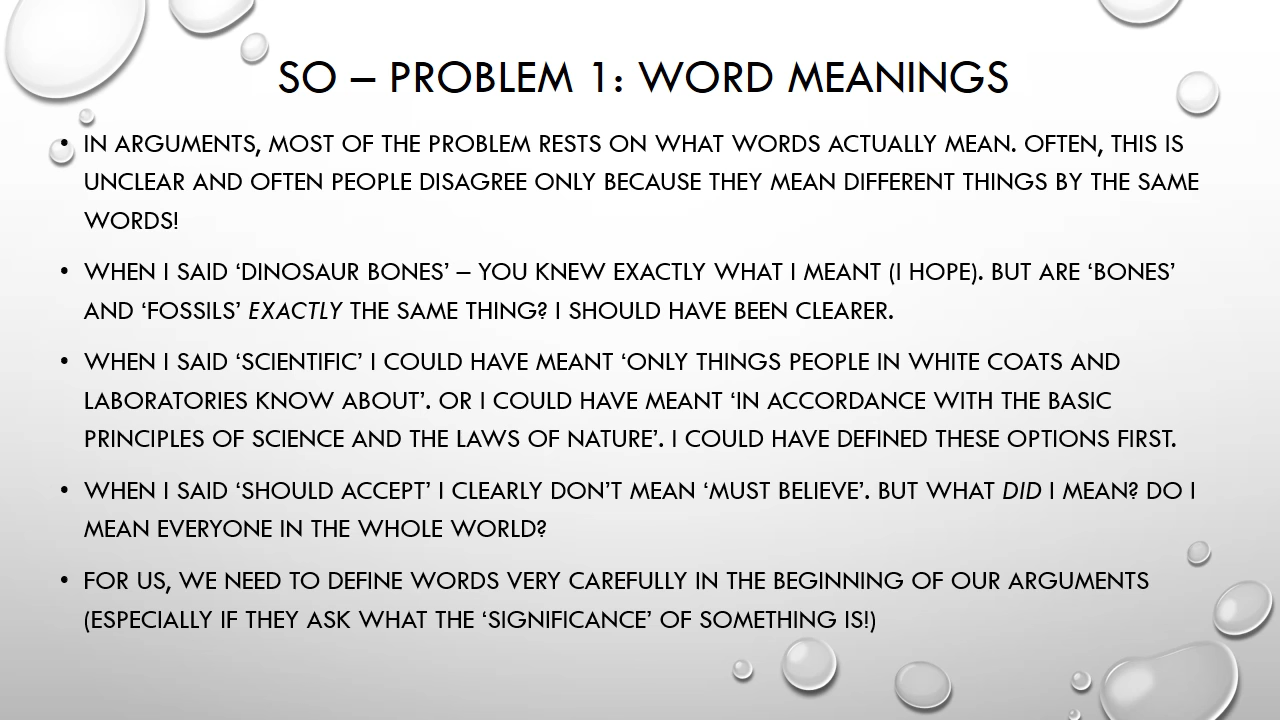 SO – PROBLEM 1: WORD MEANINGS
• IN ARGUMENTS, MOST OF THE PROBLEM RESTS ON WHAT WORDS ACTUALLY MEAN. OFTEN, THIS IS
UNCLEAR AND OFTEN PEOPLE DISAGREE ONLY BECAUSE THEY MEAN DIFFERENT THINGS BY THE SAME
WORDS!
• WHEN I SAID ‘DINOSAUR BONES’ – YOU KNEW EXACTLY WHAT I MEANT (I HOPE). BUT ARE ‘BONES’
AND ‘FOSSILS’ EXACTLY THE SAME THING? I SHOULD HAVE BEEN CLEARER.
• WHEN I SAID ‘SCIENTIFIC’ I COULD HAVE MEANT ‘ONLY THINGS PEOPLE IN WHITE COATS AND
LABORATORIES KNOW ABOUT’. OR I COULD HAVE MEANT ‘IN ACCORDANCE WITH THE BASIC
PRINCIPLES OF SCIENCE AND THE LAWS OF NATURE’. I COULD HAVE DEFINED THESE OPTIONS FIRST.
• WHEN I SAID ‘SHOULD ACCEPT’ I CLEARLY DON’T MEAN ‘MUST BELIEVE’. BUT WHAT DID I MEAN? DO I
MEAN EVERYONE IN THE WHOLE WORLD?
• FOR US, WE NEED TO DEFINE WORDS VERY CAREFULLY IN THE BEGINNING OF OUR ARGUMENTS
(ESPECIALLY IF THEY ASK WHAT THE ‘SIGNIFICANCE’ OF SOMETHING IS!)